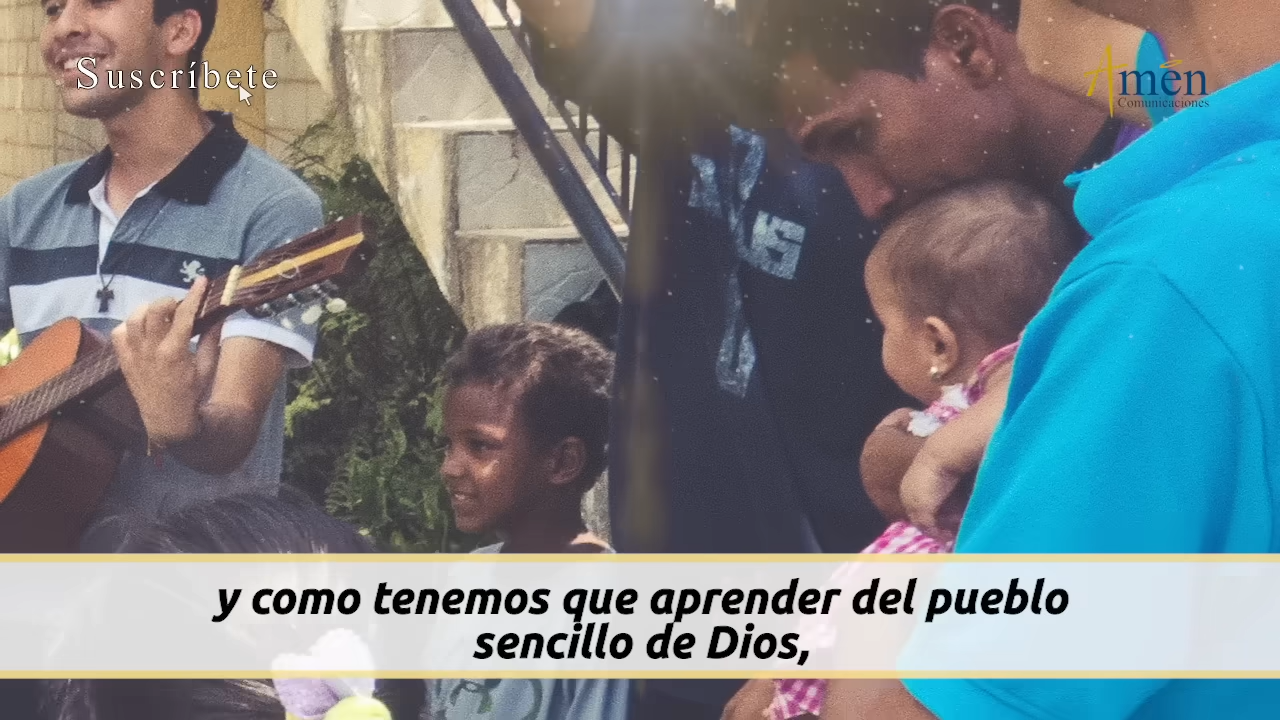 Suscríbete
Amén
Comunicaciones
y como tenemos que aprender del pueblo
sencillo de Dios,